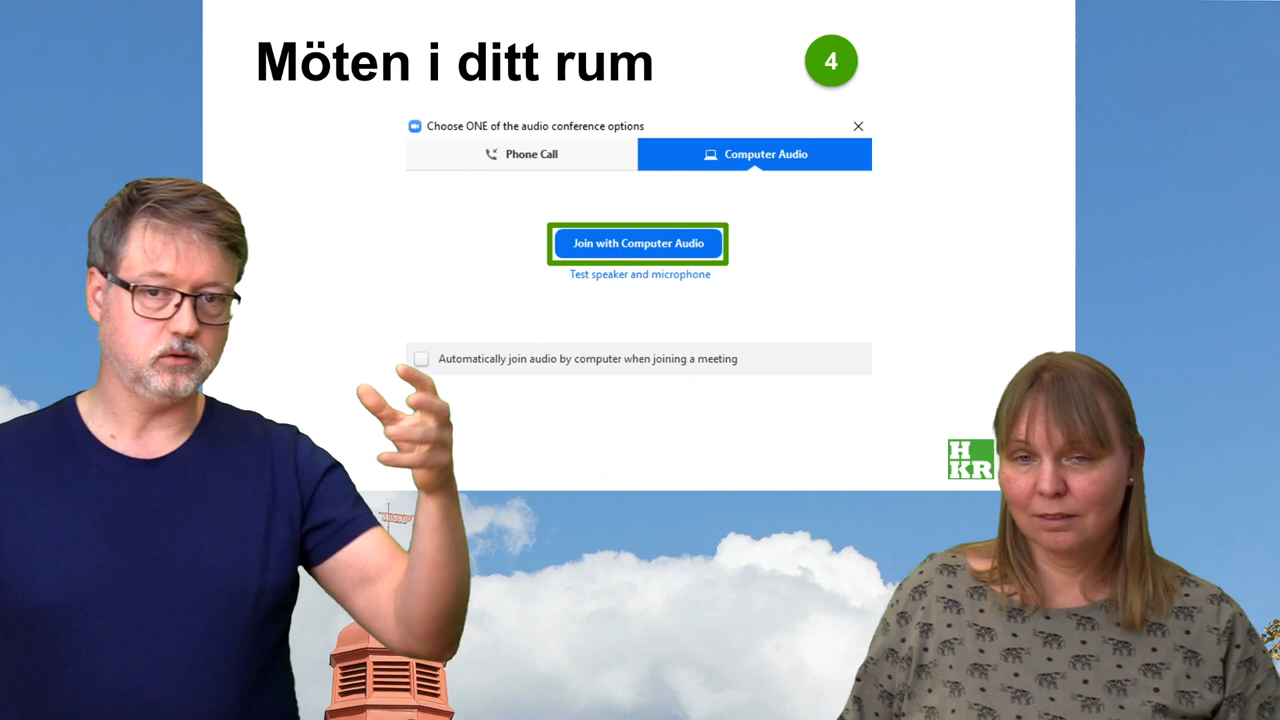 Möten i ditt rum
4
Choose ONE of the audio conference options
Phone Call
Computer Audio
Join with Computer Audio
Test speaker and microphone
Automatically join audio by computer when joining a meeting
H
KR